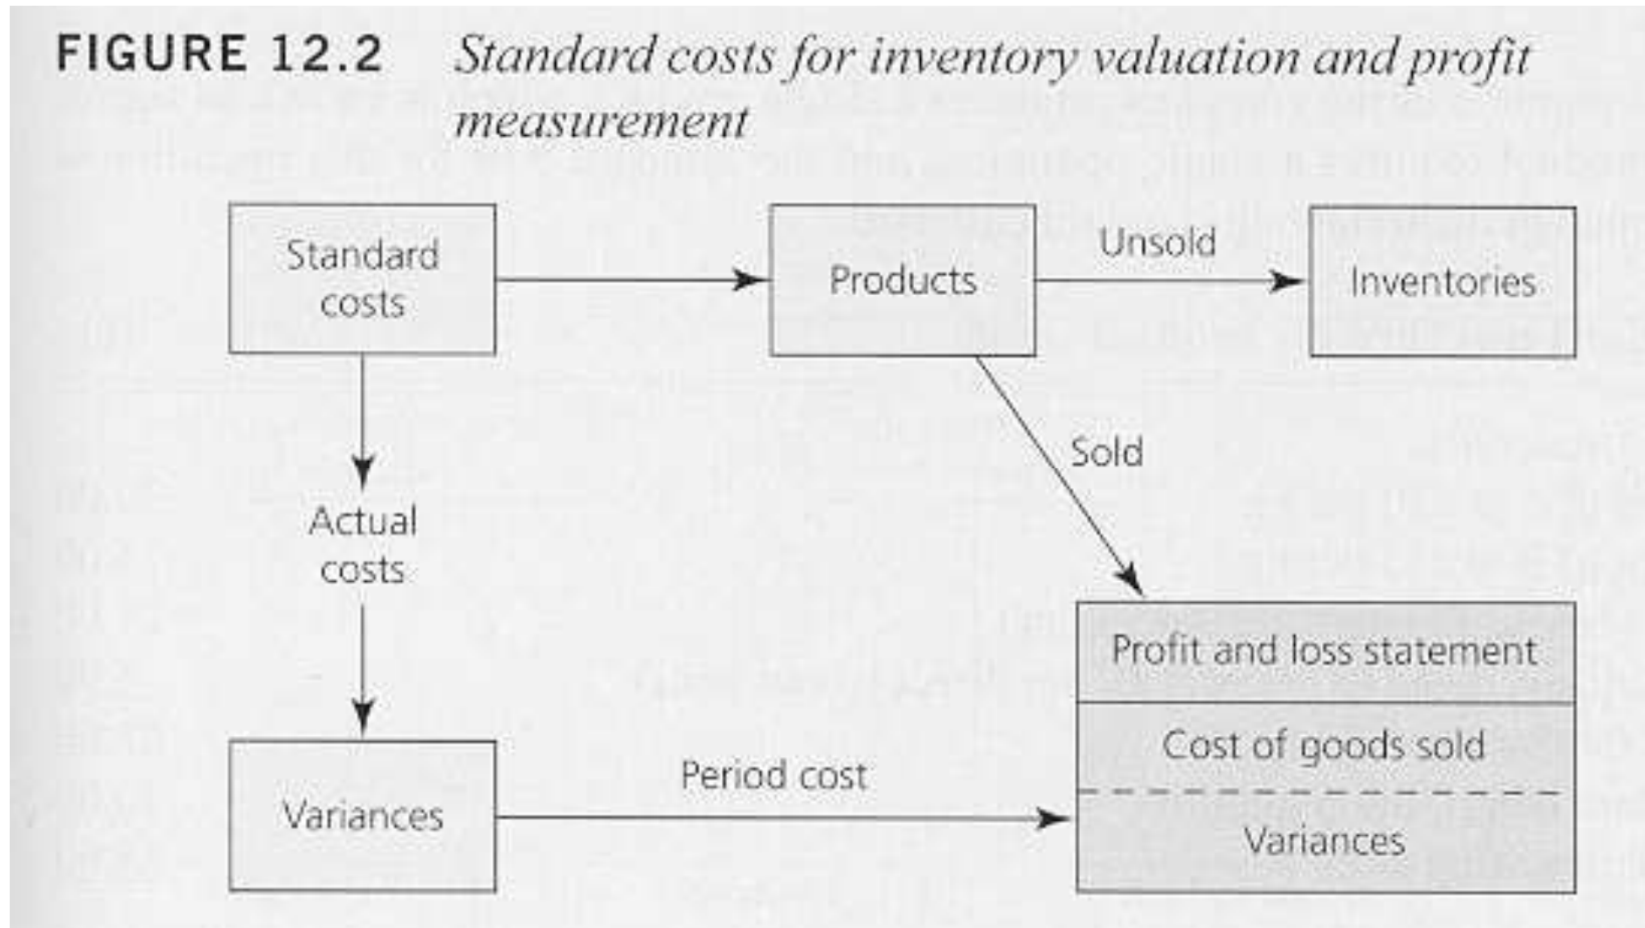 FIGURE 12.2 Standard costs for inventory valuation and profit
measurement
Standard
costs
Products
Unsold
Inventories
Sold
Actual
costs
Profit and loss statement
Cost of goods sold
Period cost
Variances
Variances